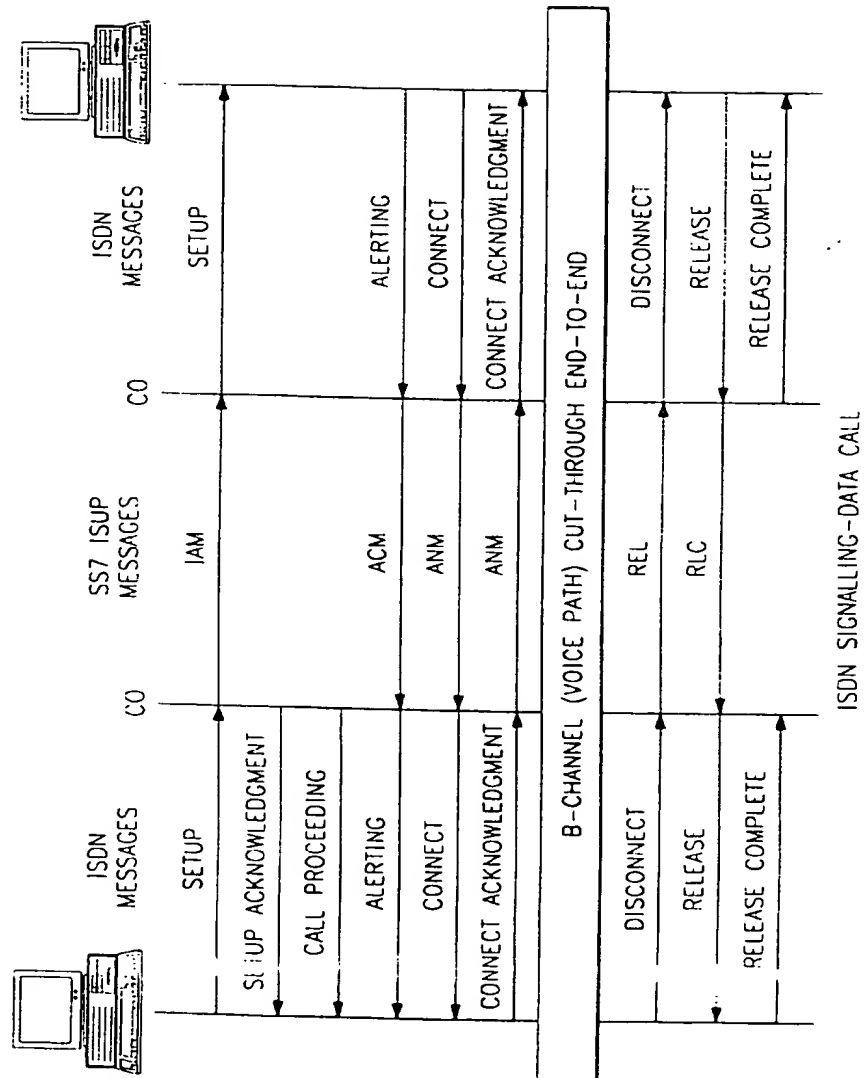 ISDN
MESSAGES
CO
SS7 ISUP
MESSAGES
CO
ISDN
MESSAGES
SETUP
IAM
SETUP
SETUP ACKNOWLEDGMENT
CALL PROCEEDING
ALERTING
ACM
ALERTING
CONNECT
ANM
CONNECT
CONNECT ACKNOWLEDGMENT
ANM
CONNECT ACKNOWLEDGMENT
B-CHANNEL (VOICE PATH) CUT-THROUGH END-TO-END
DISCONNECT
REL
DISCONNECT
RELEASE
RLC
RELEASE
RELEASE COMPLETE
RELEASE COMPLETE
ISDN SIGNALLING-DATA CALL